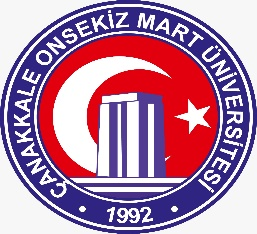 ÇANAKKALE ONSEKİZ MART ÜNİVERSİTESİ
· 1992 ·